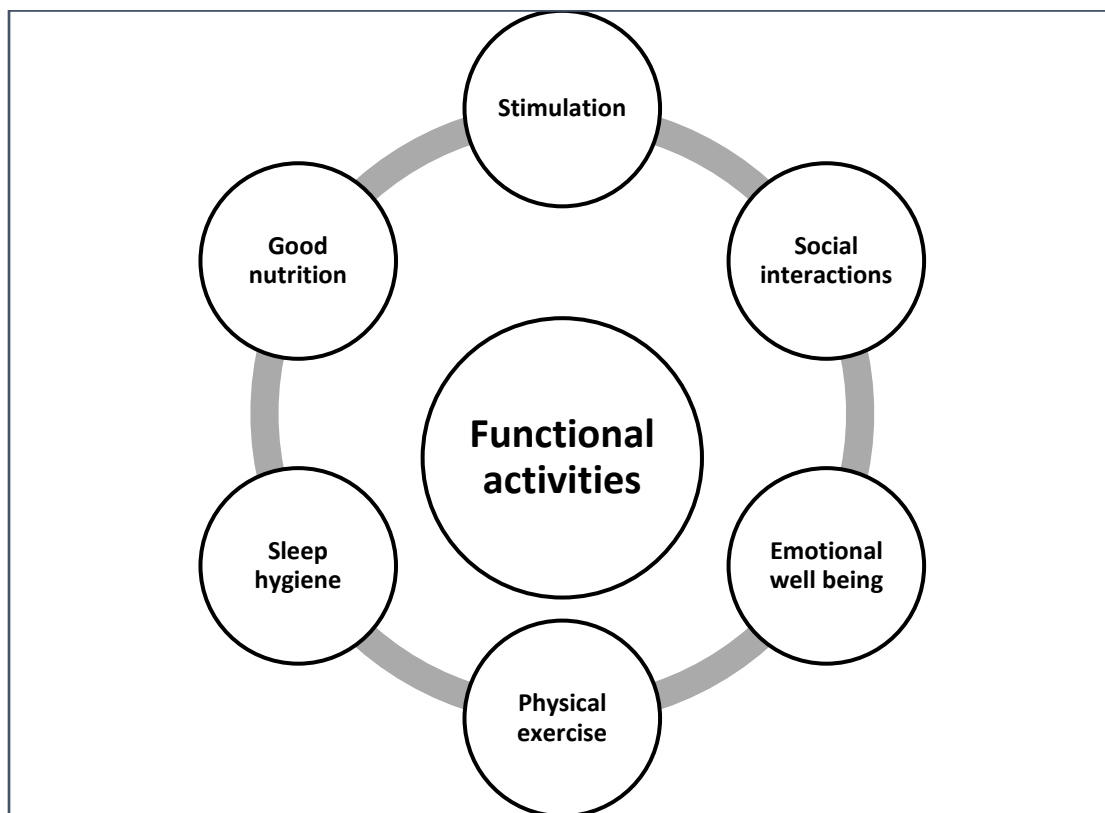 Stimulation
Social
interactions
Emotional
well being
Physical
exercise
Sleep
hygiene
Good
nutrition
Functional
activities